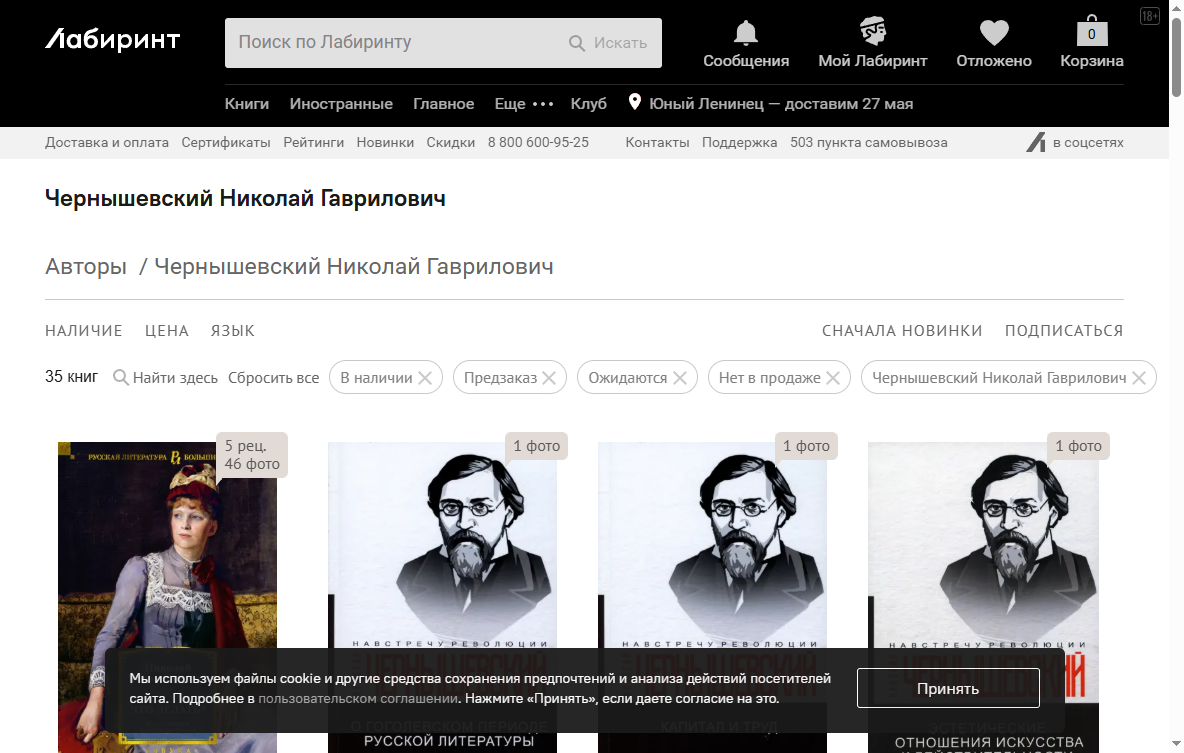 Лабиринт
Поиск по Лабиринту
Искать
Сообщения
Мой Лабиринт
Отложено
0
Корзина
18+
Книги Иностранные Главное Еще ••• Клуб Юный Ленинец — доставим 27 мая
Доставка и оплата Сертификаты Рейтинги Новинки Скидки 8 800 600-95-25 Контакты Поддержка 503 пункта самовывоза в соцсетях
Чернышевский Николай Гаврилович
Авторы / Чернышевский Николай Гаврилович
НАЛИЧИЕ ЦЕНА ЯЗЫК СНАЧАЛА НОВИНКИ ПОДПИСАТЬСЯ
35 книг Найти здесь Сбросить все В наличии Предзаказ Ожидаются Нет в продаже Чернышевский Николай Гаврилович
5 рец.
46 фото
1 фото
1 фото
1 фото
РУССКАЯ ЛИТЕРАТУРА
НАВСТРЕЧУ РЕВОЛЮЦИИ
НАВСТРЕЧУ РЕВОЛЮЦИИ
НАВСТРЕЧУ РЕВОЛЮЦИИ
ЧЕРНЫШЕВСКИЙ
ЧЕРНЫШЕВСКИЙ
ЧЕРНЫШЕВСКИЙ
Мы используем файлы cookie и другие средства сохранения предпочтений и анализа действий посетителей
сайта. Подробнее в пользовательском соглашении. Нажмите «Принять», если даете согласие на это.
Принять
О ГОГОЛЕВСКОМ ПЕРИОДЕ
РУССКОЙ ЛИТЕРАТУРЫ
КАПИТАЛ И ТРУД
ЭСТЕТИЧЕСКИЕ
ОТНОШЕНИЯ ИСКУССТВА